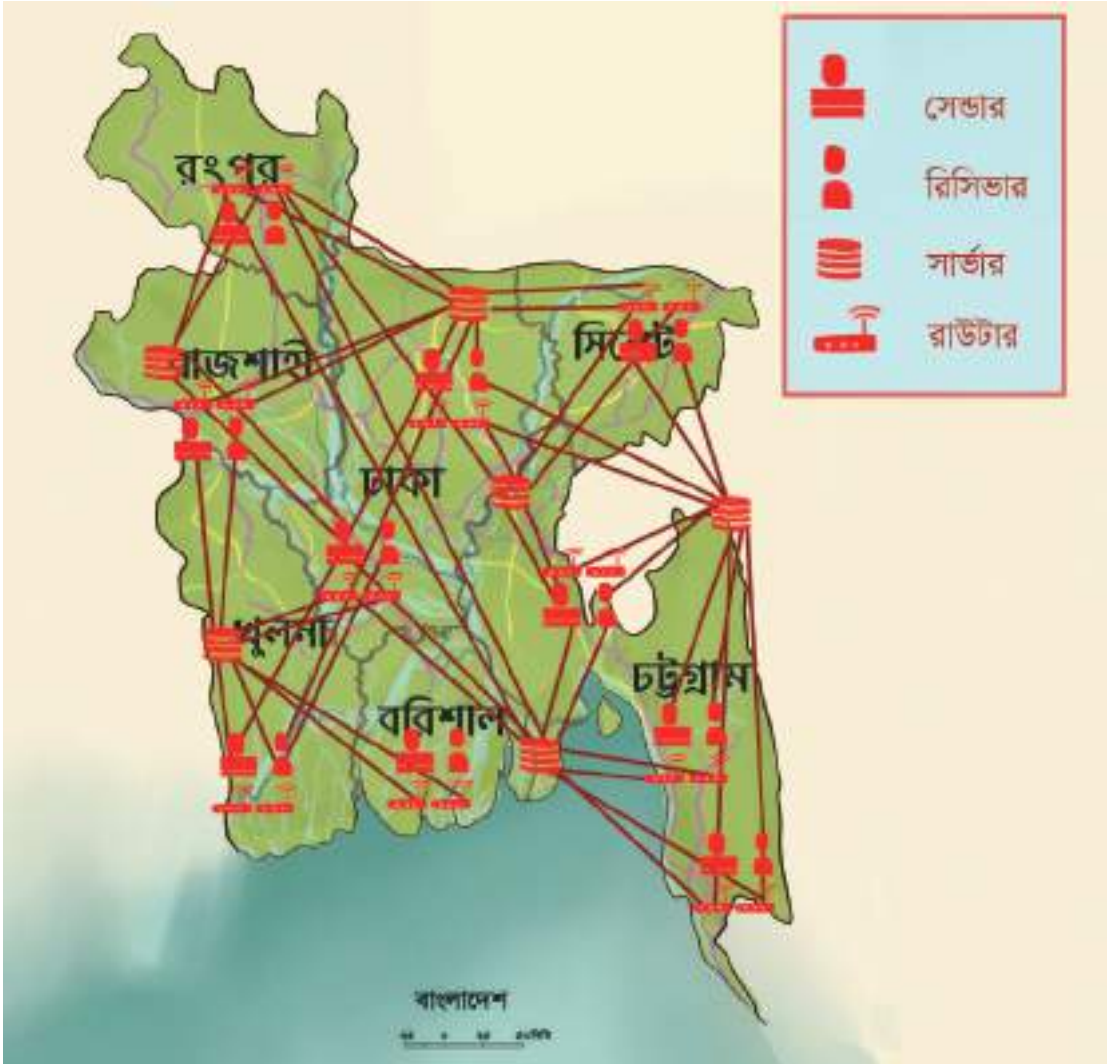 সেন্ডার
রিসিভার
সার্ভার
রাউটার
রংপুর
রাজশাহী
সিলেট
ঢাকা
খুলনা
চট্টগ্রাম
বরিশাল
বাংলাদেশ